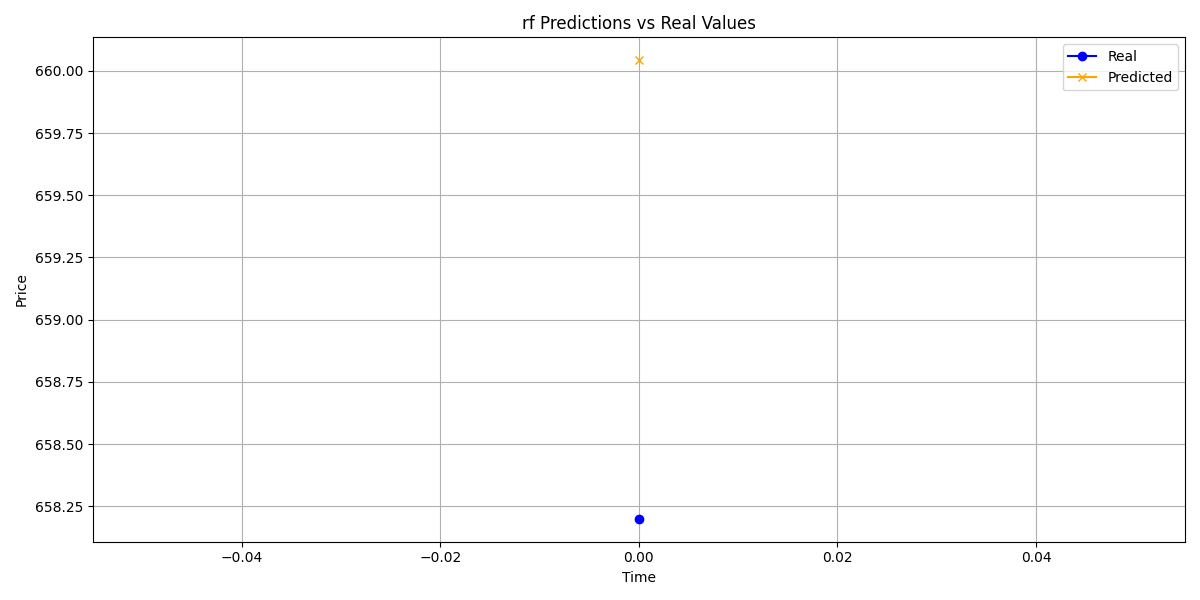 rf Predictions vs Real Values
Real
Predicted
Price
660.00
659.75
659.50
659.25
659.00
658.75
658.50
658.25
−0.04
−0.02
0.00
0.02
0.04
Time